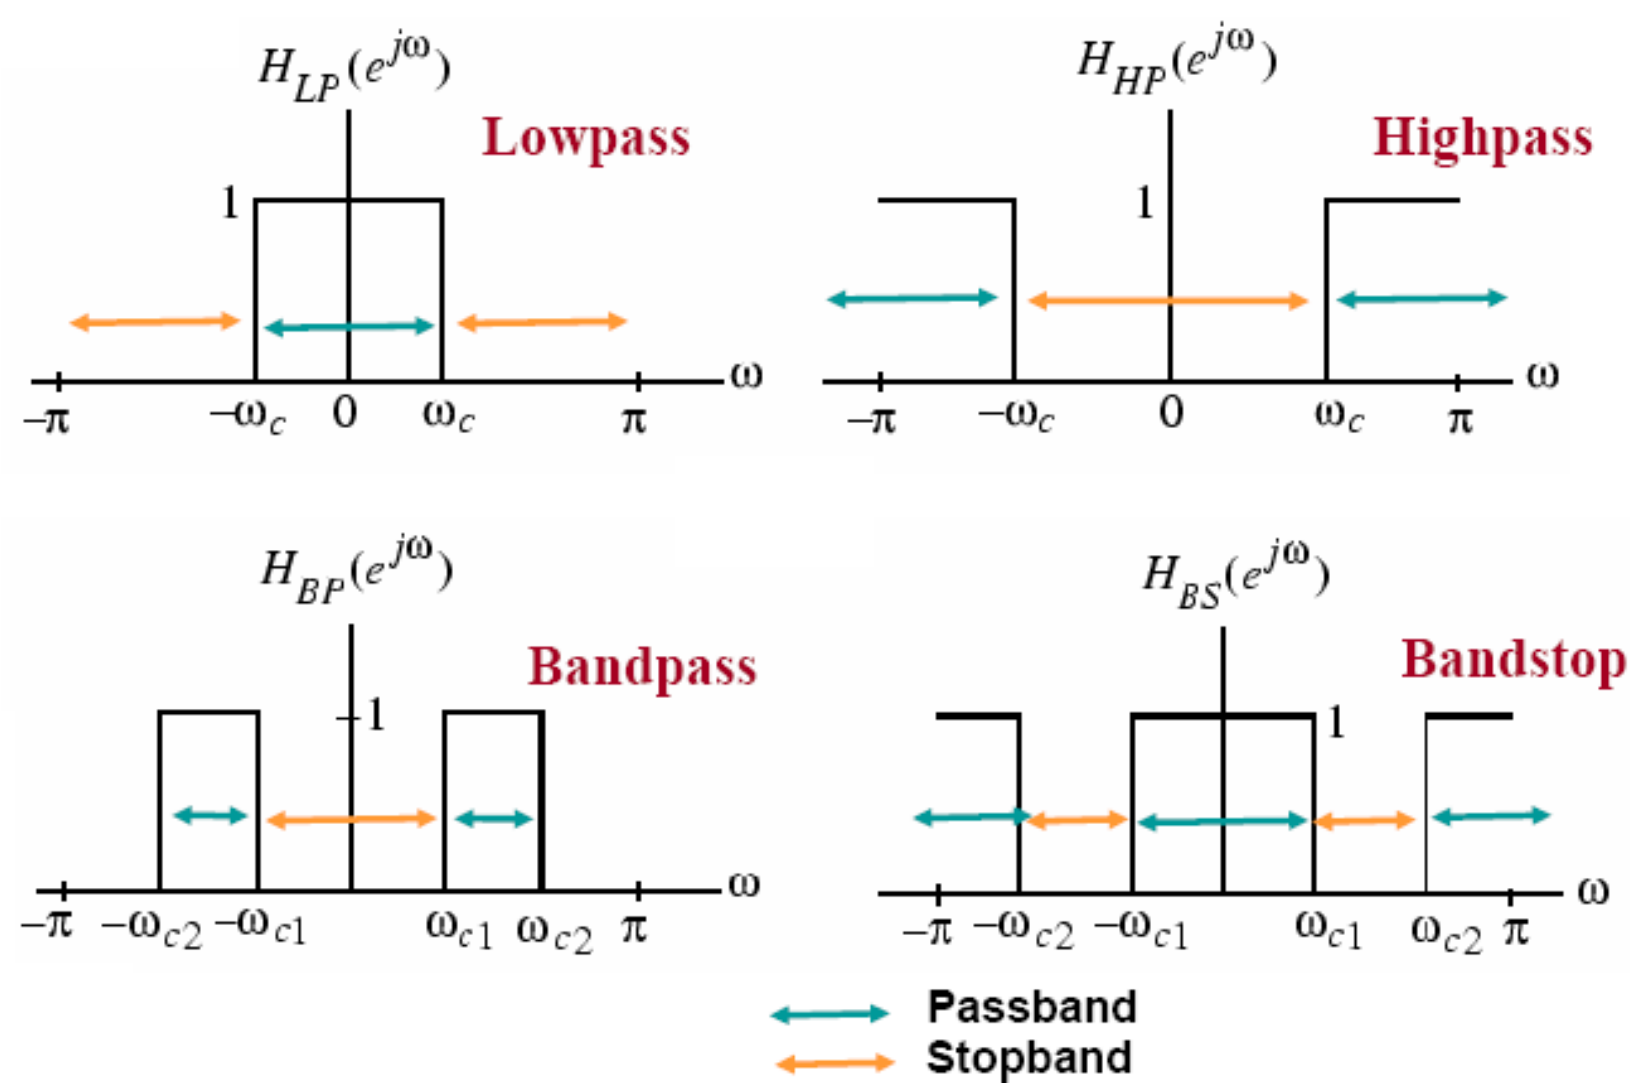 H_LP(e^jω)
Lowpass
1
−π −ω_c 0 ω_c π ω
H_HP(e^jω)
Highpass
1
−π −ω_c 0 ω_c π ω
H_BP(e^jω)
Bandpass
1
−π −ω_c2 −ω_c1 ω_c1 ω_c2 π ω
H_BS(e^jω)
Bandstop
1
−π −ω_c2 −ω_c1 ω_c1 ω_c2 π ω
Passband
Stopband